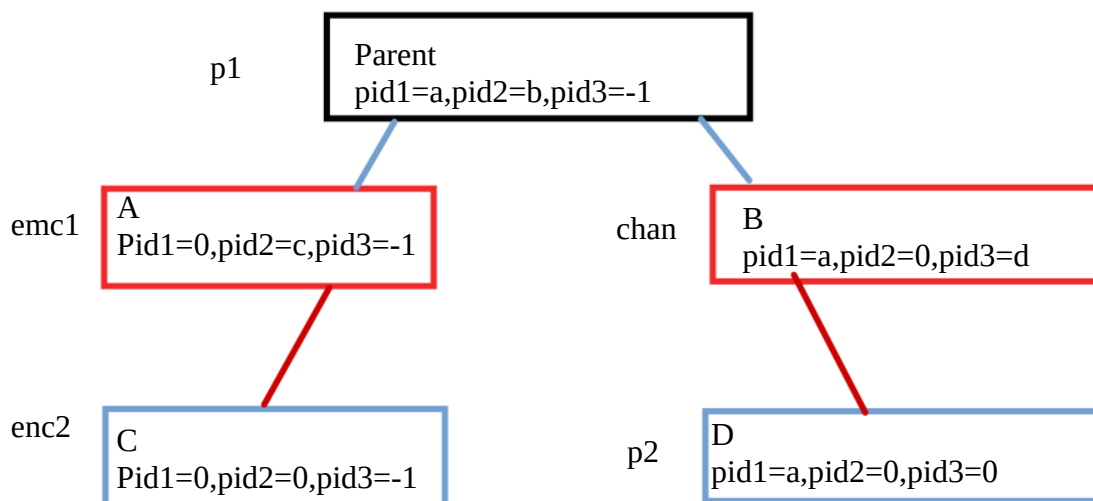 p1
Parent
pid1=a,pid2=b,pid3=-1
emc1
A
Pid1=0,pid2=c,pid3=-1
chan
B
pid1=a,pid2=0,pid3=d
enc2
C
Pid1=0,pid2=0,pid3=-1
p2
D
pid1=a,pid2=0,pid3=0